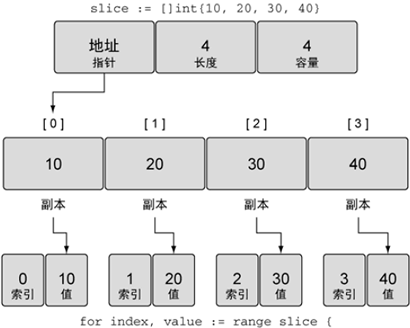 slice := []int{10, 20, 30, 40}
地址 4 4
指针 长度 容量
[0] [1] [2] [3]
10 20 30 40
副本 副本 副本 副本
0 10 1 20 2 30 3 40
索引 值 索引 值 索引 值 索引 值
for index, value := range slice {